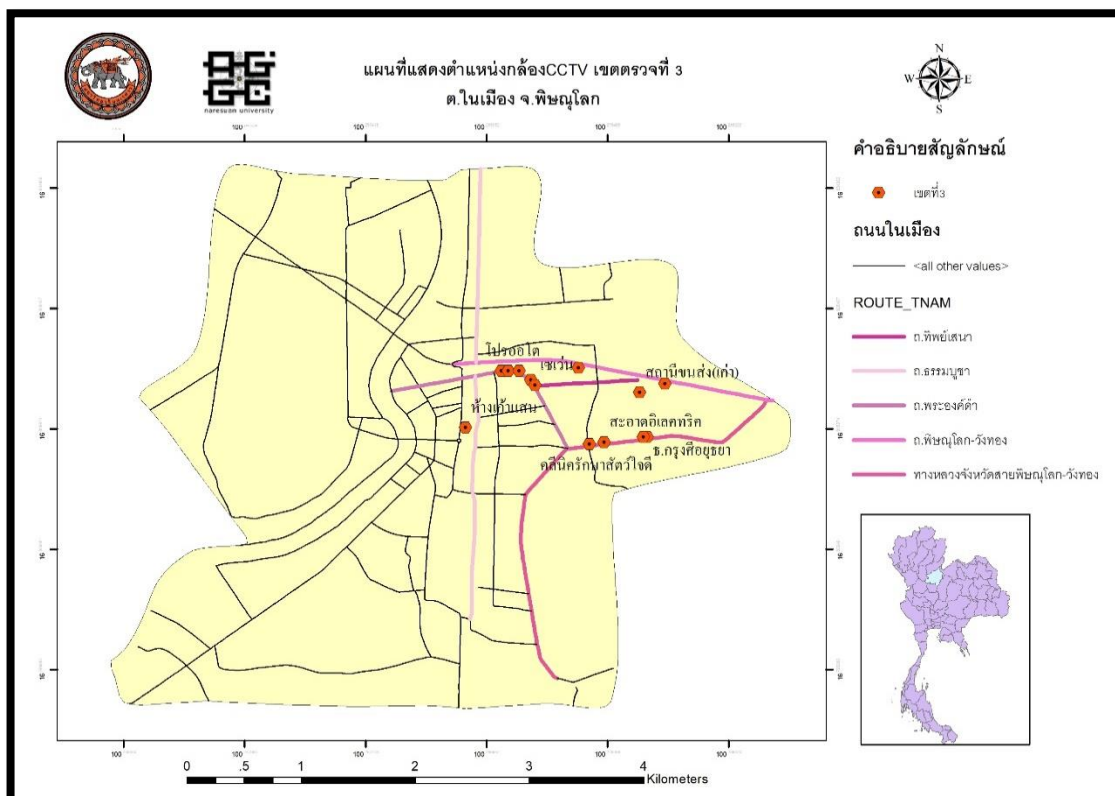 แผนที่แสดงตำแหน่งกล้องCCTV เขตตรวจที่ 3
ต.ในเมือง จ.พิษณุโลก
naresuan university
N
W
E
S
คำอธิบายสัญลักษณ์
เขตที่3
ถนนในเมือง
<all other values>
ROUTE_TNAM
ถ.ทิพย์เสนา
ถ.ธรรมบูชา
ถ.พระองค์ดำ
ถ.พิษณุโลก-วังทอง
ทางหลวงจังหวัดสายพิษณุโลก-วังทอง
โปรออโต
เซเว่น
สถานีขนส่ง(เก่า)
ห้างเก้าแสน
สะอาดอิเลคทริค
ธ.กรุงศรีอยุธยา
คลีนิครักษาสัตว์ใจดี
0 .5 1 2 3 4
Kilometers